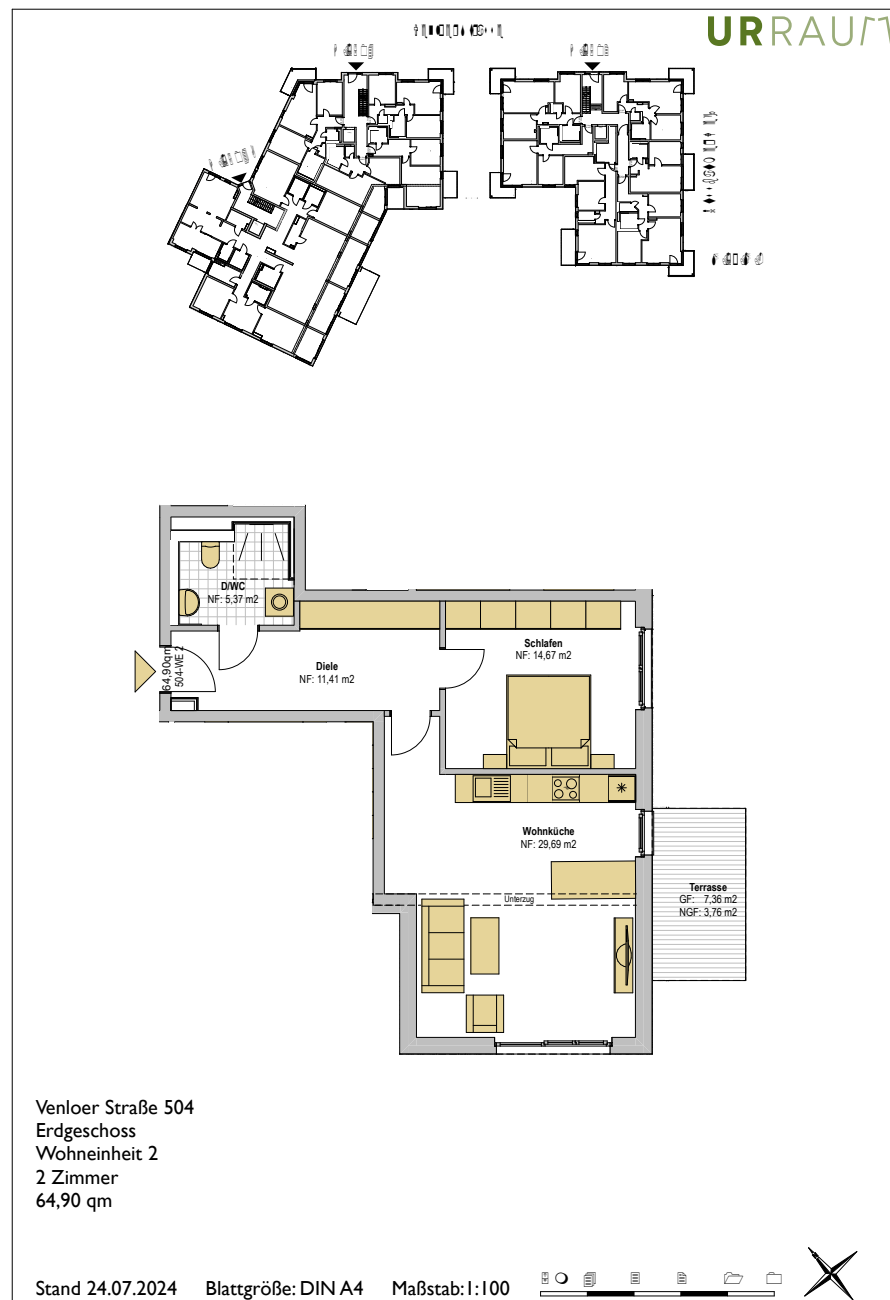 URRAUM
D/WC
NF: 5,37 m2
64,90qm
504-WE 2
Diele
NF: 11,41 m2
Schlafen
NF: 14,67 m2
Wohnküche
NF: 29,69 m2
Unterzug
Terrasse
GF: 7,36 m2
NGF: 3,76 m2
Venloer Straße 504
Erdgeschoss
Wohneinheit 2
2 Zimmer
64,90 qm
Stand 24.07.2024 Blattgröße: DIN A4 Maßstab:1:100